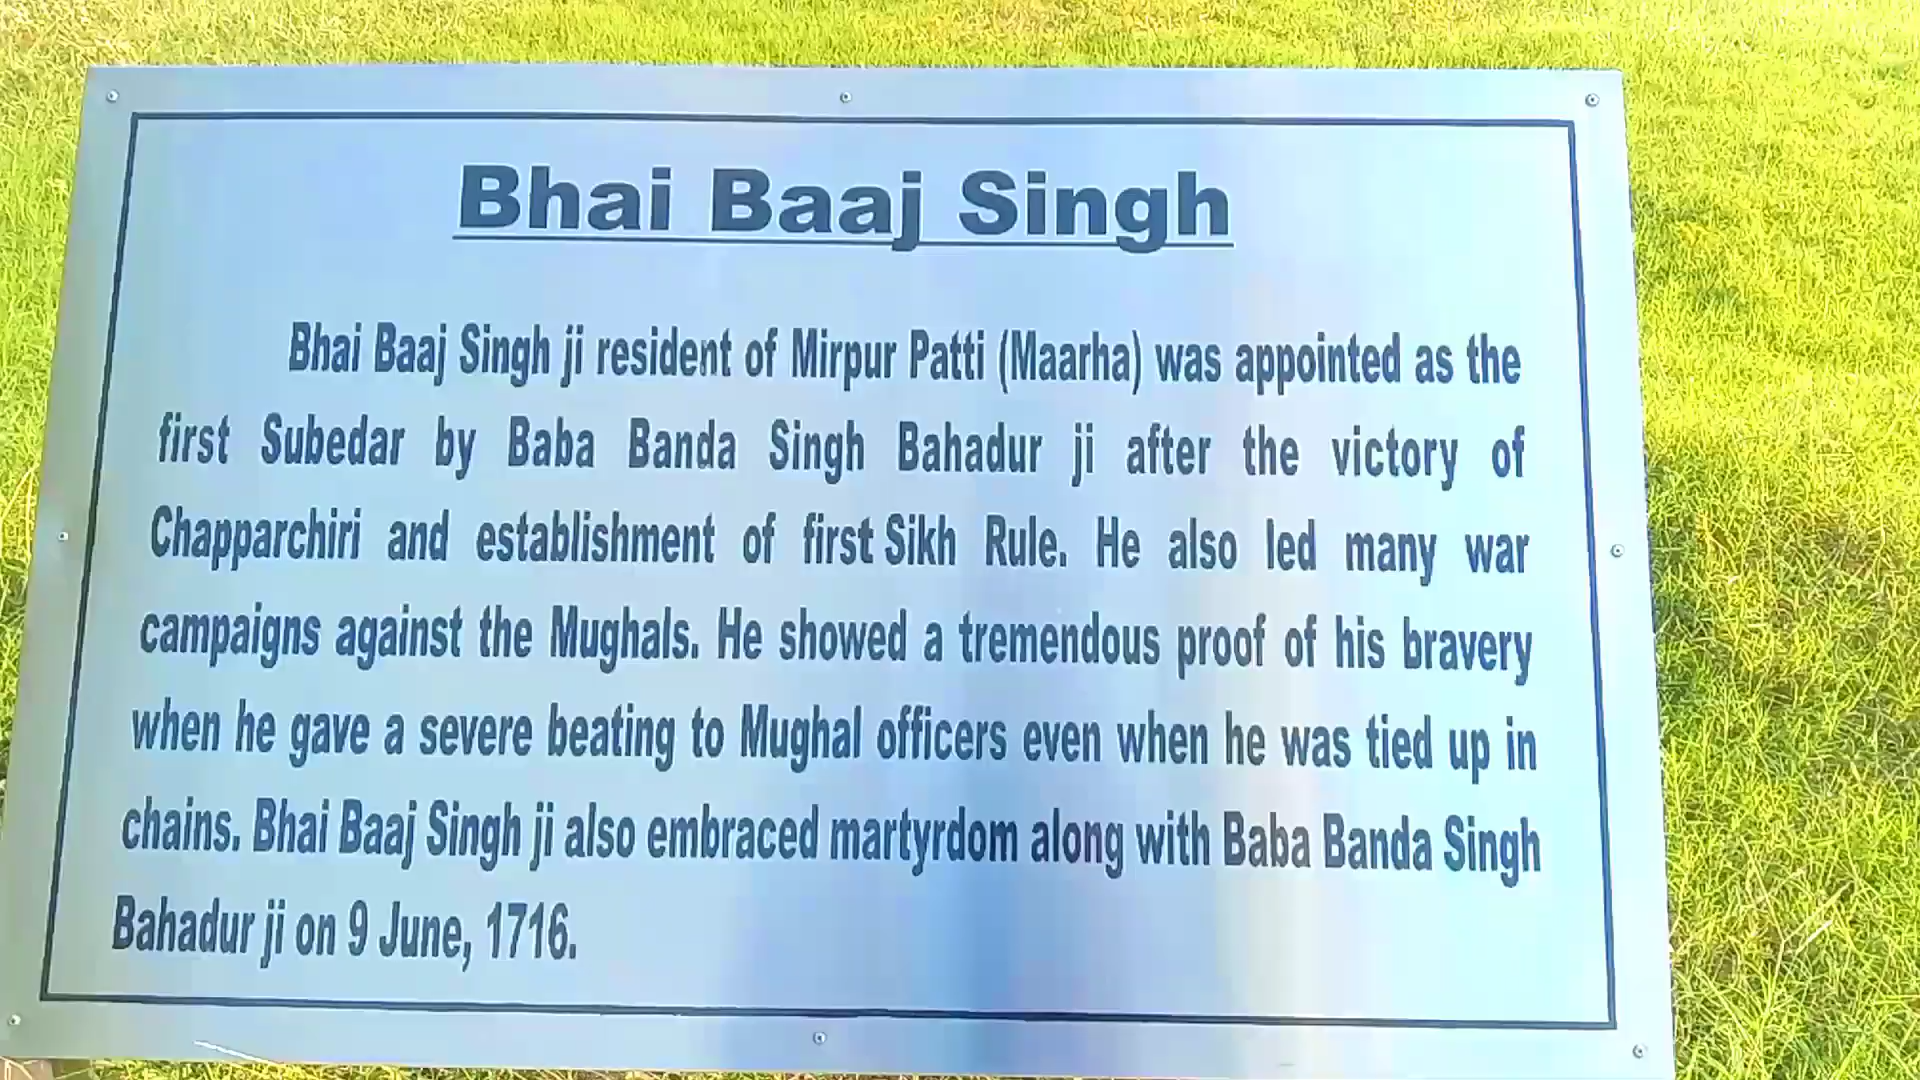 Bhai Baaj Singh
Bhai Baaj Singh ji resident of Mirpur Patti (Maarha) was appointed as the
first Subedar by Baba Banda Singh Bahadur ji after the victory of
Chapparchiri and establishment of first Sikh Rule. He also led many war
campaigns against the Mughals. He showed a tremendous proof of his bravery
when he gave a severe beating to Mughal officers even when he was tied up in
chains. Bhai Baaj Singh ji also embraced martyrdom along with Baba Banda Singh
Bahadur ji on 9 June, 1716.